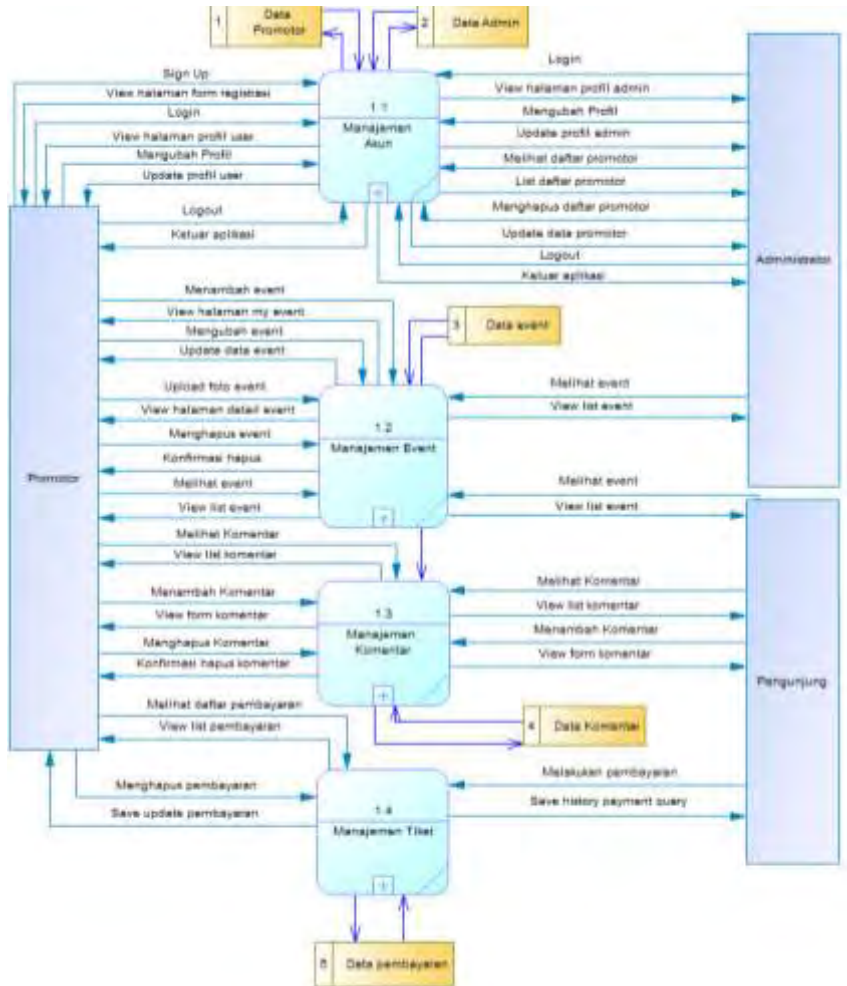 1
Data
Promotor
2
Data Admin
Sign Up
View halaman form registrasi
Login
View halaman profil user
Mengubah Profil
Update profil user
Logout
Keluar aplikasi
1.1
Manajemen
Akun
Login
View halaman profil admin
Mengubah Profil
Update profil admin
Melihat daftar promotor
List daftar promotor
Menghapus daftar promotor
Update data promotor
Logout
Keluar aplikasi
Administrator
Menambah event
View halaman my event
Mengubah event
Update data event
Upload foto event
View halaman detail event
Menghapus event
Konfirmasi hapus
Melihat event
View list event
Promotor
3
Data event
1.2
Manajemen Event
Melihat event
View list event
Melihat event
View list event
Melihat Komentar
View list komentar
Menambah Komentar
View form komentar
Menghapus Komentar
Konfirmasi hapus komentar
1.3
Manajemen
Komentar
Melihat Komentar
View list komentar
Menambah Komentar
View form komentar
Pengunjung
4
Data Komentar
Melihat daftar pembayaran
View list pembayaran
Menghapus pembayaran
Save update pembayaran
1.4
Manajemen Tiket
Melakukan pembayaran
Save history payment query
5
Data pembayaran